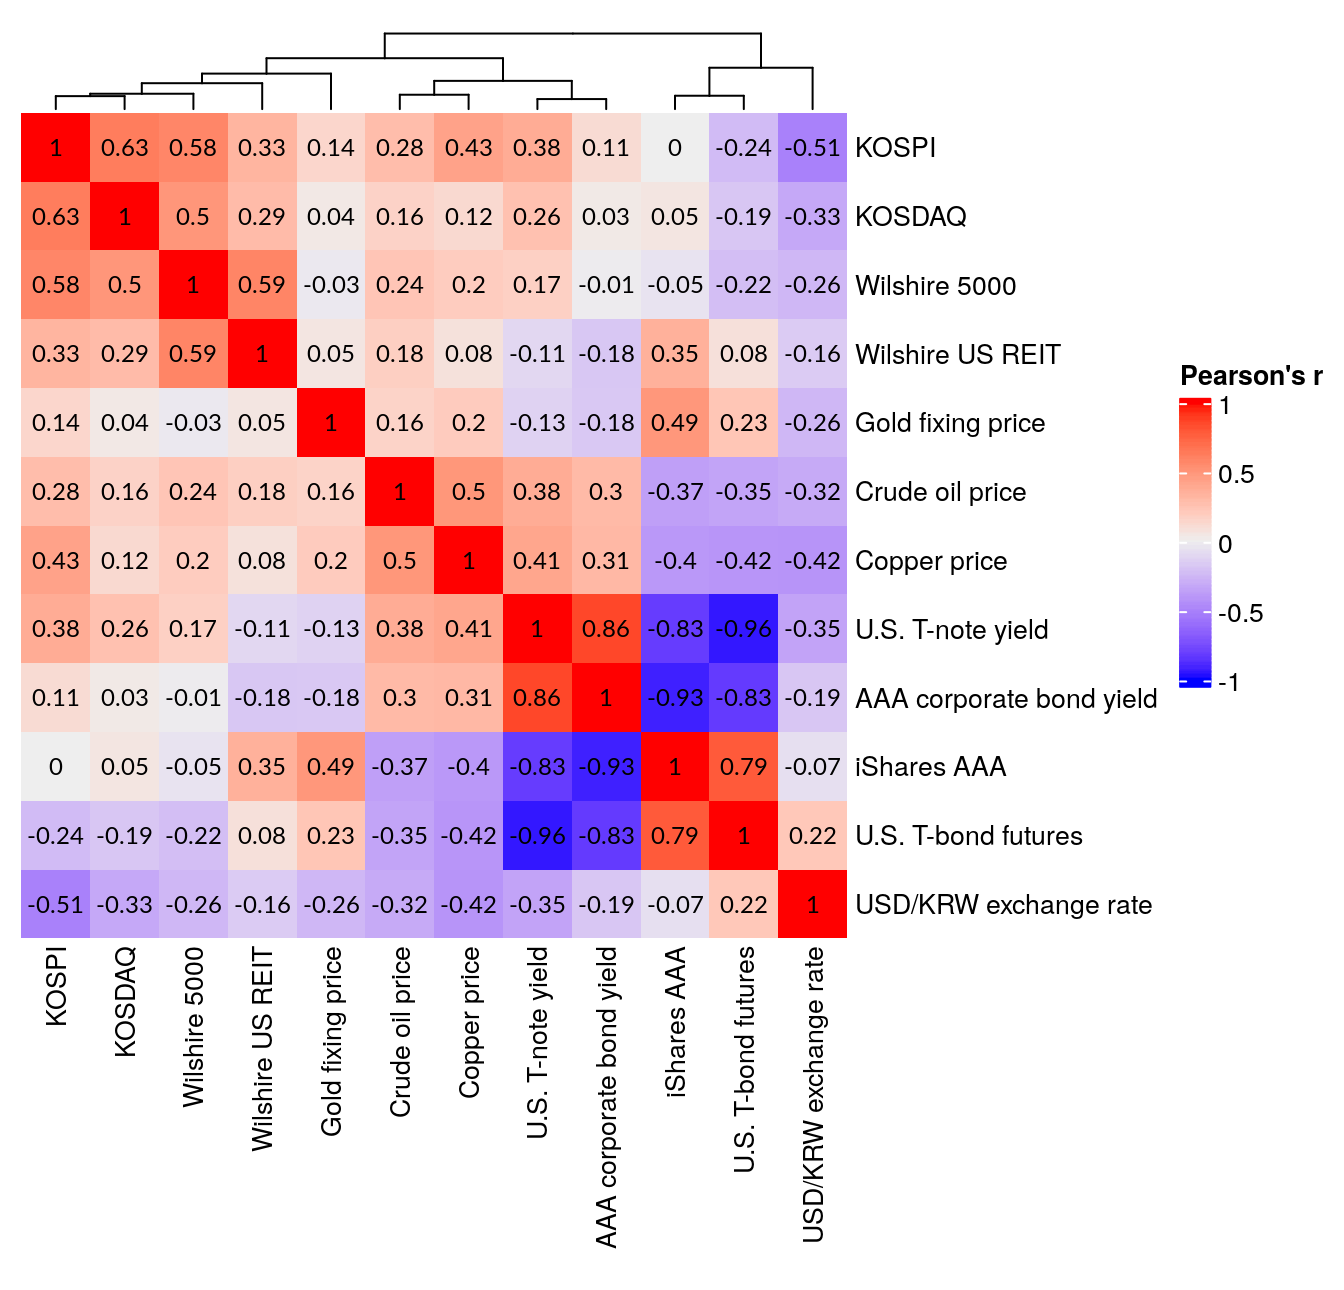 1 0.63 0.58 0.33 0.14 0.28 0.43 0.38 0.11 0 -0.24 -0.51 KOSPI
0.63 1 0.5 0.29 0.04 0.16 0.12 0.26 0.03 0.05 -0.19 -0.33 KOSDAQ
0.58 0.5 1 0.59 -0.03 0.24 0.2 0.17 -0.01 -0.05 -0.22 -0.26 Wilshire 5000
0.33 0.29 0.59 1 0.05 0.18 0.08 -0.11 -0.18 0.35 0.08 -0.16 Wilshire US REIT
0.14 0.04 -0.03 0.05 1 0.16 0.2 -0.13 -0.18 0.49 0.23 -0.26 Gold fixing price
0.28 0.16 0.24 0.18 0.16 1 0.5 0.38 0.3 -0.37 -0.35 -0.32 Crude oil price
0.43 0.12 0.2 0.08 0.2 0.5 1 0.41 0.31 -0.4 -0.42 -0.42 Copper price
0.38 0.26 0.17 -0.11 -0.13 0.38 0.41 1 0.86 -0.83 -0.96 -0.35 U.S. T-note yield
0.11 0.03 -0.01 -0.18 -0.18 0.3 0.31 0.86 1 -0.93 -0.83 -0.19 AAA corporate bond yield
0 0.05 -0.05 0.35 0.49 -0.37 -0.4 -0.83 -0.93 1 0.79 -0.07 iShares AAA
-0.24 -0.19 -0.22 0.08 0.23 -0.35 -0.42 -0.96 -0.83 0.79 1 0.22 U.S. T-bond futures
-0.51 -0.33 -0.26 -0.16 -0.26 -0.32 -0.42 -0.35 -0.19 -0.07 0.22 1 USD/KRW exchange rate
KOSPI
KOSDAQ
Wilshire 5000
Wilshire US REIT
Gold fixing price
Crude oil price
Copper price
U.S. T-note yield
AAA corporate bond yield
iShares AAA
U.S. T-bond futures
USD/KRW exchange rate
Pearson's r
1
0.5
0
-0.5
-1